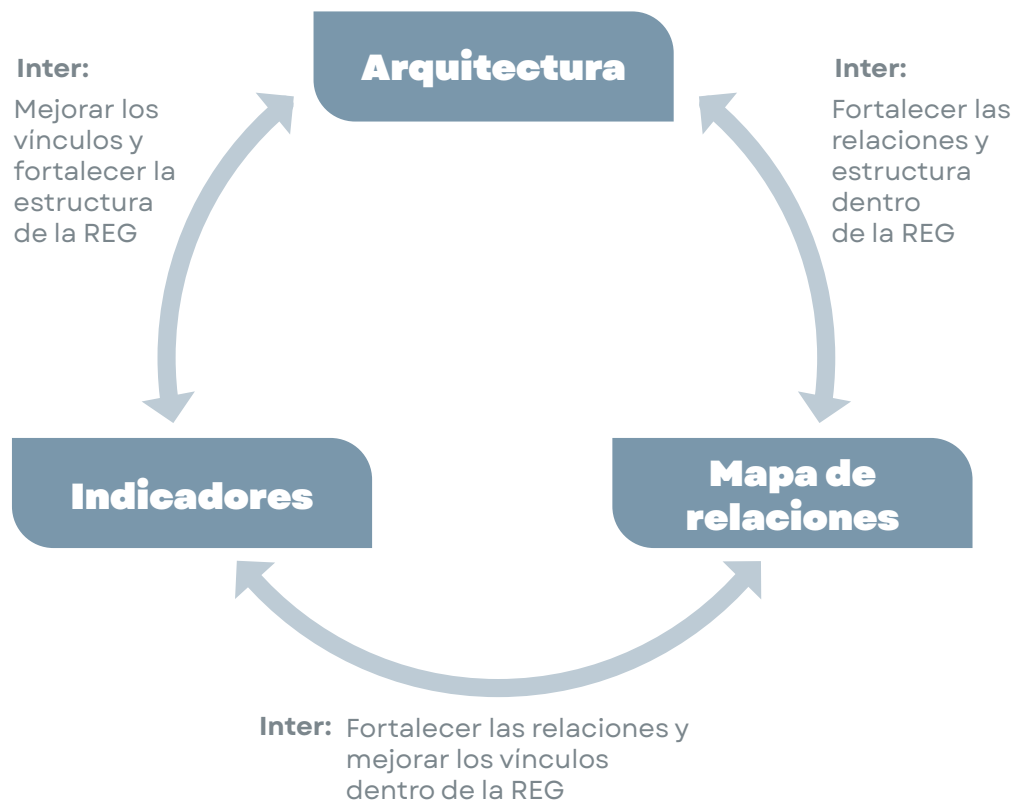 Arquitectura
Inter:
Mejorar los
vínculos y
fortalecer la
estructura
de la REG
Inter:
Fortalecer las
relaciones y
estructura
dentro
de la REG
Indicadores
Mapa de
relaciones
Inter: Fortalecer las relaciones y
mejorar los vínculos
dentro de la REG